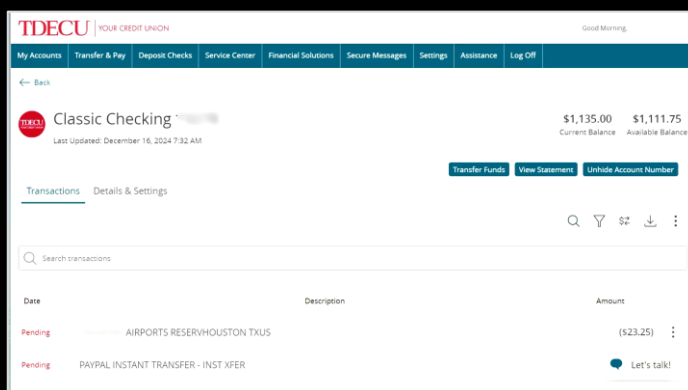 TDECU YOUR CREDIT UNION
Good Morning,
My Accounts Transfer & Pay Deposit Checks Service Center Financial Solutions Secure Messages Settings Assistance Log Off
← Back
TDECU
Classic Checking
$1,135.00 $1,111.75
Current Balance Available Balance
Last Updated: December 16, 2024 7:32 AM
Transfer Funds View Statement Unhide Account Number
Transactions Details & Settings
Search transactions
Date Description Amount
Pending AIRPORTS RESERVHOUSTON TXUS ($23.25)
Pending PAYPAL INSTANT TRANSFER - INST XFER
Let's talk!